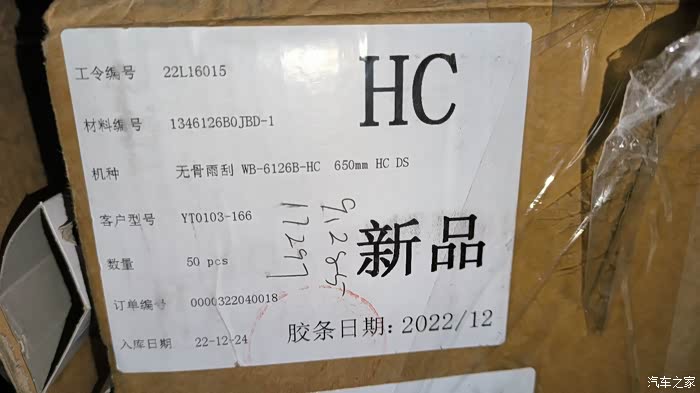 工令编号 22L16015
HC
材料编号 1346126B0JBD-1
机种 无骨雨刮 WB-6126B-HC 650mm HC DS
客户型号 YT0103-166
新品
数量 50 pcs
17297
订单编号 0000322040018
胶条日期: 2022/12
入库日期 22-12-24
汽车之家